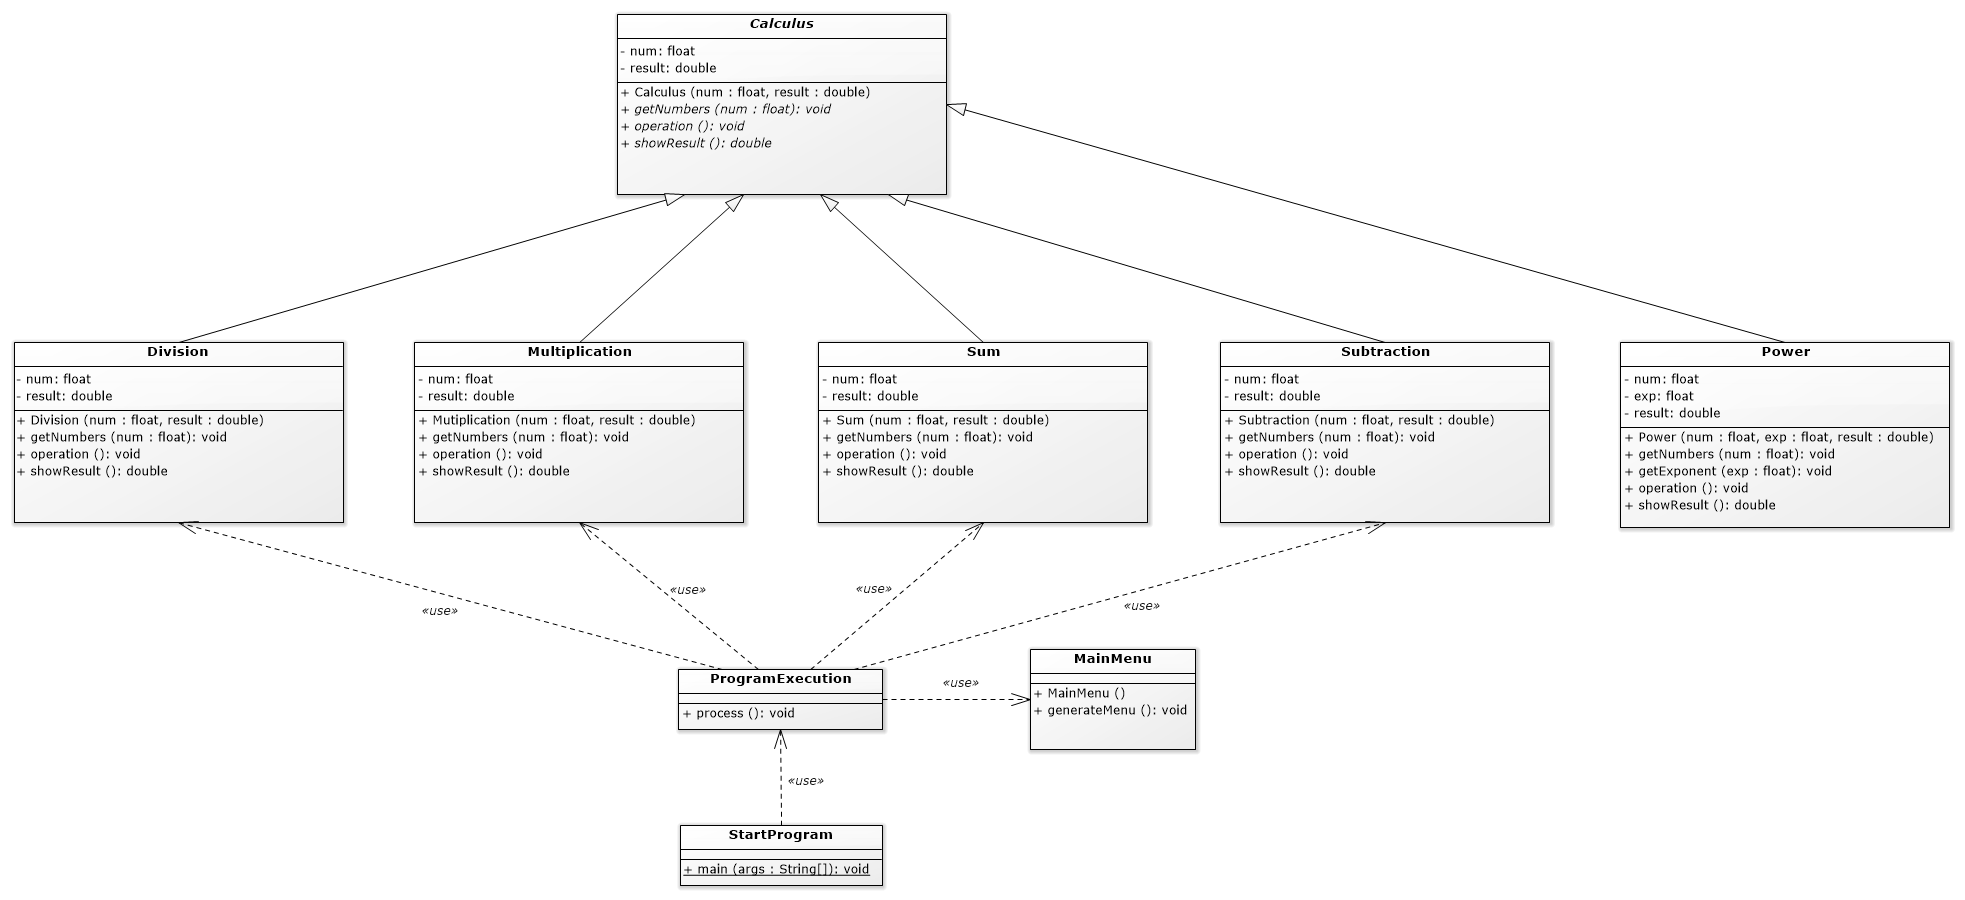 Calculus
- num: float
- result: double
+ Calculus (num : float, result : double)
+ getNumbers (num : float): void
+ operation (): void
+ showResult (): double
Division
- num: float
- result: double
+ Division (num : float, result : double)
+ getNumbers (num : float): void
+ operation (): void
+ showResult (): double
Multiplication
- num: float
- result: double
+ Mutiplication (num : float, result : double)
+ getNumbers (num : float): void
+ operation (): void
+ showResult (): double
Sum
- num: float
- result: double
+ Sum (num : float, result : double)
+ getNumbers (num : float): void
+ operation (): void
+ showResult (): double
Subtraction
- num: float
- result: double
+ Subtraction (num : float, result : double)
+ getNumbers (num : float): void
+ operation (): void
+ showResult (): double
Power
- num: float
- exp: float
- result: double
+ Power (num : float, exp : float, result : double)
+ getNumbers (num : float): void
+ getExponent (exp : float): void
+ operation (): void
+ showResult (): double
«use»
«use»
«use»
«use»
ProgramExecution
+ process (): void
«use»
MainMenu
+ MainMenu ()
+ generateMenu (): void
«use»
StartProgram
+ main (args : String[]): void